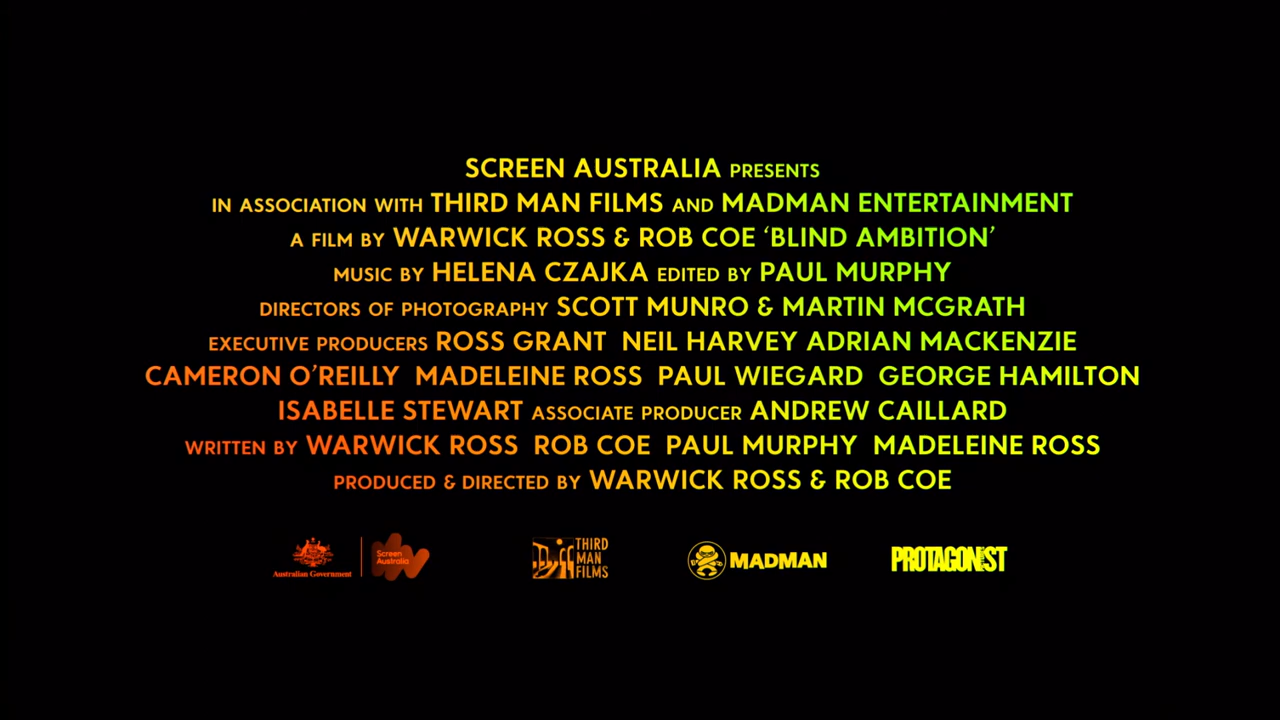 SCREEN AUSTRALIA PRESENTS
IN ASSOCIATION WITH THIRD MAN FILMS AND MADMAN ENTERTAINMENT
A FILM BY WARWICK ROSS & ROB COE ‘BLIND AMBITION’
MUSIC BY HELENA CZAJKA EDITED BY PAUL MURPHY
DIRECTORS OF PHOTOGRAPHY SCOTT MUNRO & MARTIN MCGRATH
EXECUTIVE PRODUCERS ROSS GRANT NEIL HARVEY ADRIAN MACKENZIE
CAMERON O’REILLY MADELEINE ROSS PAUL WIEGARD GEORGE HAMILTON
ISABELLE STEWART ASSOCIATE PRODUCER ANDREW CAILLARD
WRITTEN BY WARWICK ROSS ROB COE PAUL MURPHY MADELEINE ROSS
PRODUCED & DIRECTED BY WARWICK ROSS & ROB COE
Australian Government
Screen
Australia
THIRD
MAN
FILMS
MADMAN
PROTAGONIST